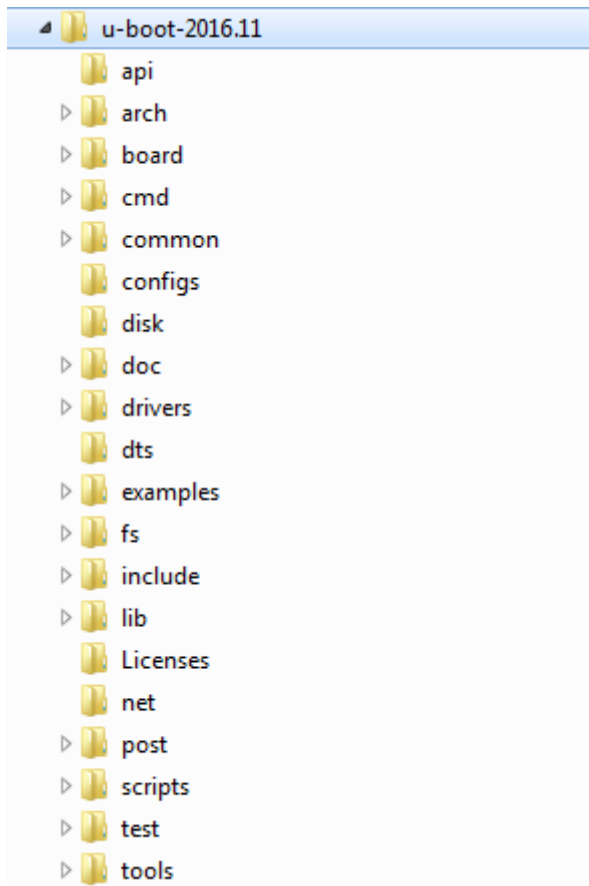 u-boot-2016.11
api
arch
board
cmd
common
configs
disk
doc
drivers
dts
examples
fs
include
lib
Licenses
net
post
scripts
test
tools